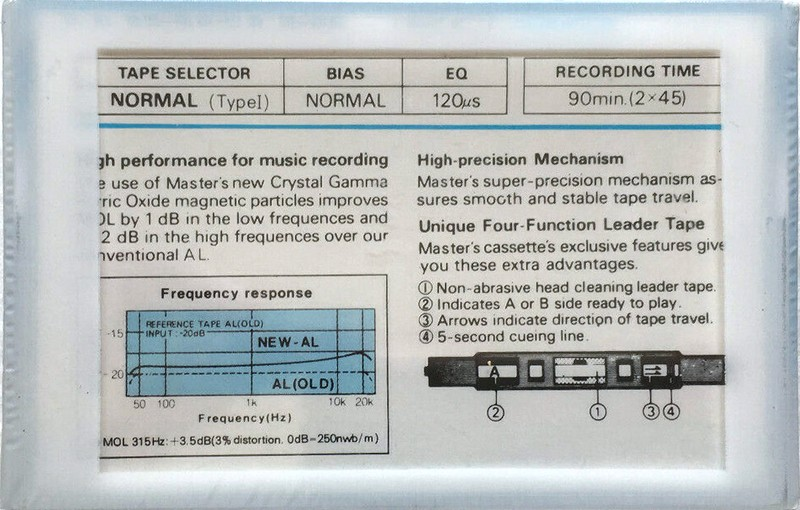 TAPE SELECTOR BIAS EQ RECORDING TIME
NORMAL (TypeI) NORMAL 120μs 90min.(2×45)
gh performance for music recording
e use of Master's new Crystal Gamma
rric Oxide magnetic particles improves
OL by 1 dB in the low frequences and
2 dB in the high frequences over our
nventional AL.
Frequency response
REFERENCE TAPE AL(OLD)
-15 INPUT:-20dB
NEW-AL
-20
AL(OLD)
50 100 1k 10k 20k
Frequency(Hz)
MOL 315Hz:+3.5dB(3% distortion. 0dB=250nwb/m)
High-precision Mechanism
Master's super-precision mechanism as-
sures smooth and stable tape travel.
Unique Four-Function Leader Tape
Master's cassette's exclusive features give
you these extra advantages.
① Non-abrasive head cleaning leader tape.
② Indicates A or B side ready to play.
③ Arrows indicate direction of tape travel.
④ 5-second cueing line.
A
② ① ③ ④